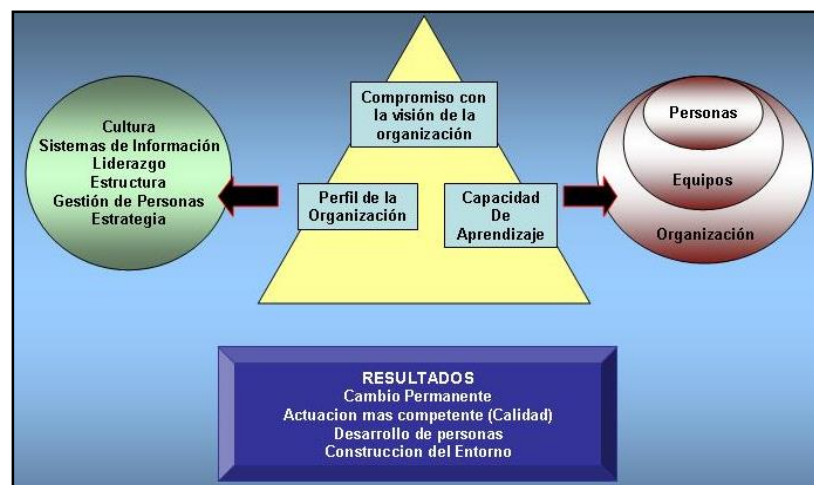 Compromiso con
la visión de la
organización
Cultura
Sistemas de Información
Liderazgo
Estructura
Gestión de Personas
Estrategia
Perfil de la
Organización
Capacidad
De
Aprendizaje
Personas
Equipos
Organización
RESULTADOS
Cambio Permanente
Actuacion mas competente (Calidad)
Desarrollo de personas
Construccion del Entorno